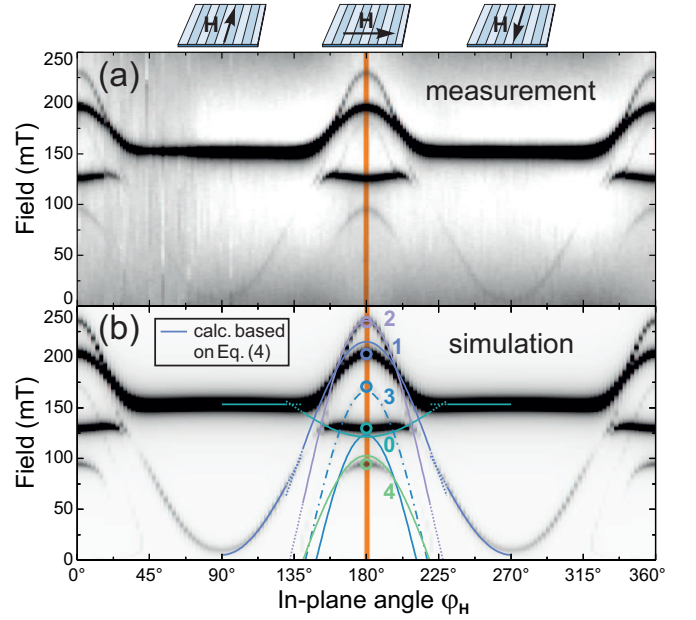 H H H
(a) measurement
250
200
150
100
50
0
Field (mT)
(b) calc. based
on Eq. (4)
simulation
2
1
3
0
4
250
200
150
100
50
0
Field (mT)
0° 45° 90° 135° 180° 225° 270° 315° 360°
In-plane angle φH